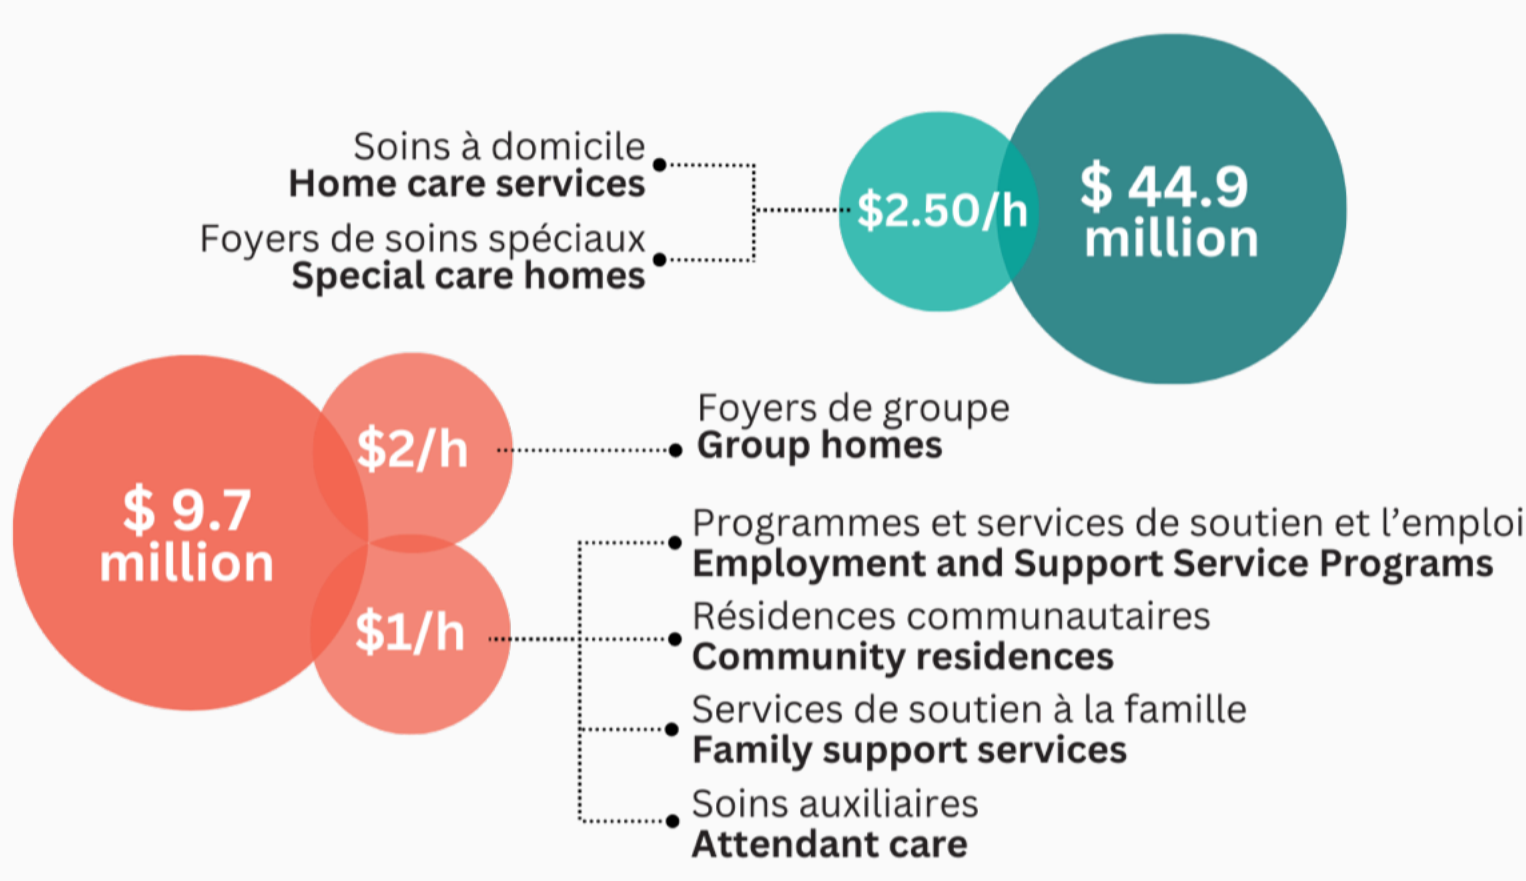 Soins à domicile
Home care services
Foyers de soins spéciaux
Special care homes
$2.50/h
$ 44.9
million
$ 9.7
million
$2/h
Foyers de groupe
Group homes
$1/h
Programmes et services de soutien et l’emploi
Employment and Support Service Programs
Résidences communautaires
Community residences
Services de soutien à la famille
Family support services
Soins auxiliaires
Attendant care